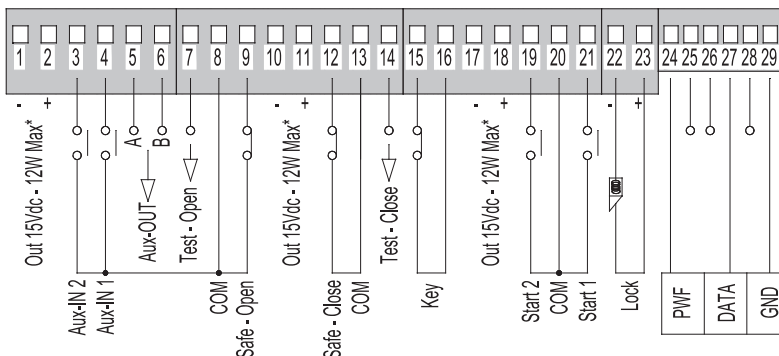 1 2 3 4 5 6 7 8 9 10 11 12 13 14 15 16 17 18 19 20 21 22 23 24 25 26 27 28 29
- + - + - + - +
Out 15Vdc - 12W Max*
Aux-IN 2
Aux-IN 1
A
B
Aux-OUT
Test - Open
COM
Safe - Open
Out 15Vdc - 12W Max*
Safe - Close
COM
Test - Close
Key
Out 15Vdc - 12W Max*
Start 2
COM
Start 1
Lock
PWF
DATA
GND